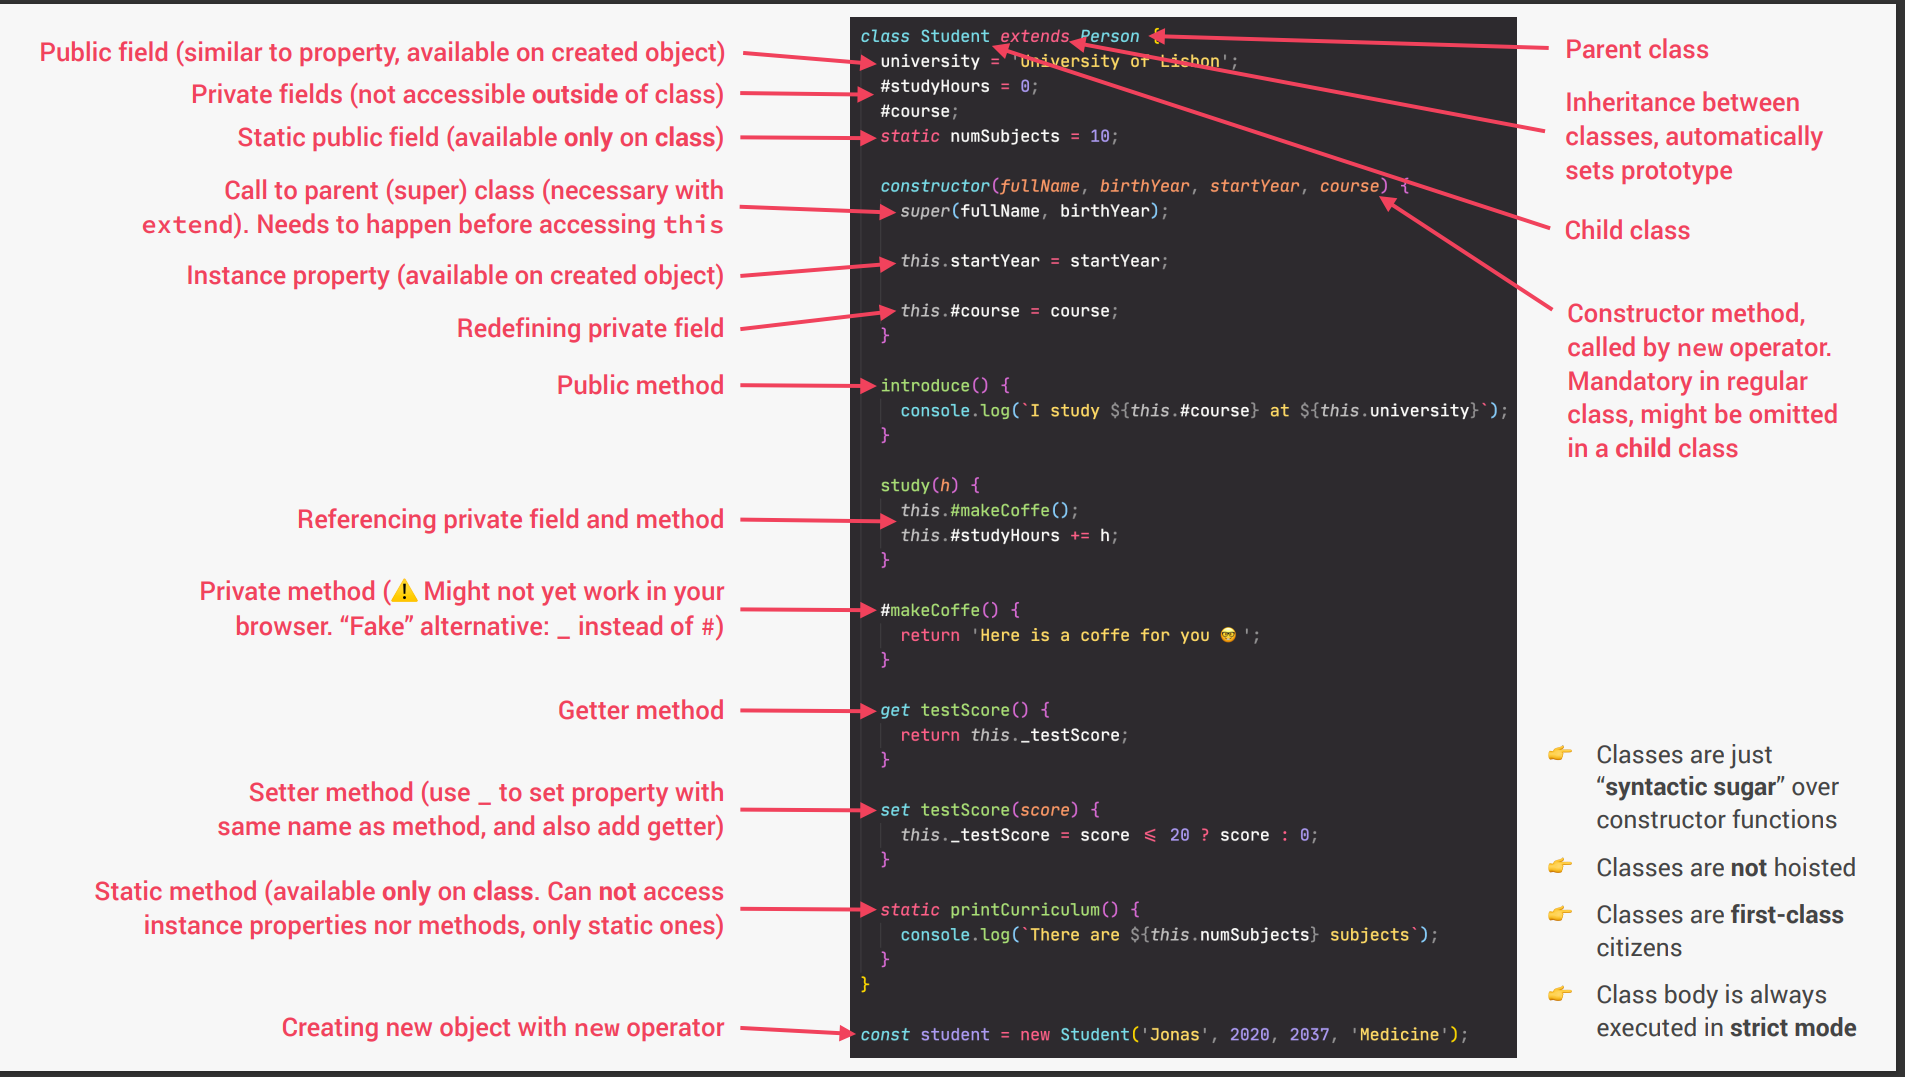 Public field (similar to property, available on created object)
Private fields (not accessible outside of class)
Static public field (available only on class)
Call to parent (super) class (necessary with
extend). Needs to happen before accessing this
Instance property (available on created object)
Redefining private field
Public method
Referencing private field and method
Private method (⚠️ Might not yet work in your
browser. “Fake” alternative: _ instead of #)
Getter method
Setter method (use _ to set property with
same name as method, and also add getter)
Static method (available only on class. Can not access
instance properties nor methods, only static ones)
Creating new object with new operator
class Student extends Person {
university = 'University of Lisbon';
#studyHours = 0;
#course;
static numSubjects = 10;
constructor(fullName, birthYear, startYear, course) {
super(fullName, birthYear);
this.startYear = startYear;
this.#course = course;
}
introduce() {
console.log(`I study ${this.#course} at ${this.university}`);
}
study(h) {
this.#makeCoffe();
this.#studyHours += h;
}
#makeCoffe() {
return 'Here is a coffe for you 🤓 ';
}
get testScore() {
return this._testScore;
}
set testScore(score) {
this._testScore = score ≤ 20 ? score : 0;
}
static printCurriculum() {
console.log(`There are ${this.numSubjects} subjects`);
}
}
const student = new Student('Jonas', 2020, 2037, 'Medicine');
Parent class
Inheritance between
classes, automatically
sets prototype
Child class
Constructor method,
called by new operator.
Mandatory in regular
class, might be omitted
in a child class
👉 Classes are just
“syntactic sugar” over
constructor functions
👉 Classes are not hoisted
👉 Classes are first-class
citizens
👉 Class body is always
executed in strict mode